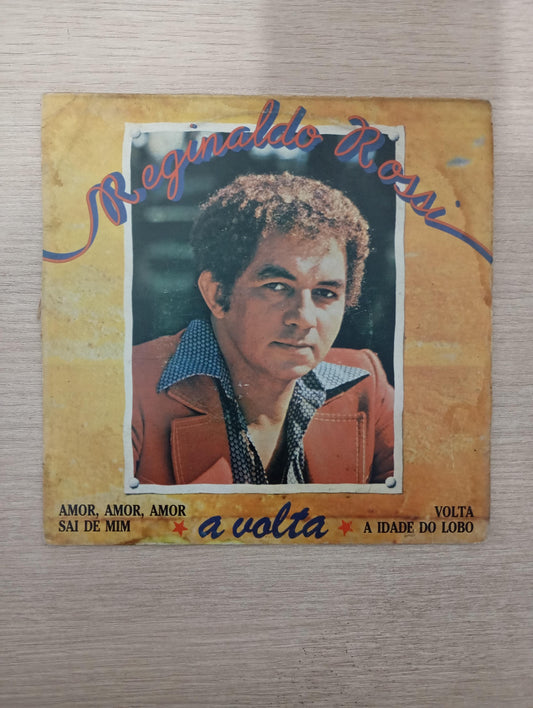 Reginaldo Rossi
AMOR, AMOR, AMOR
SAI DE MIM
a volta
VOLTA
A IDADE DO LOBO